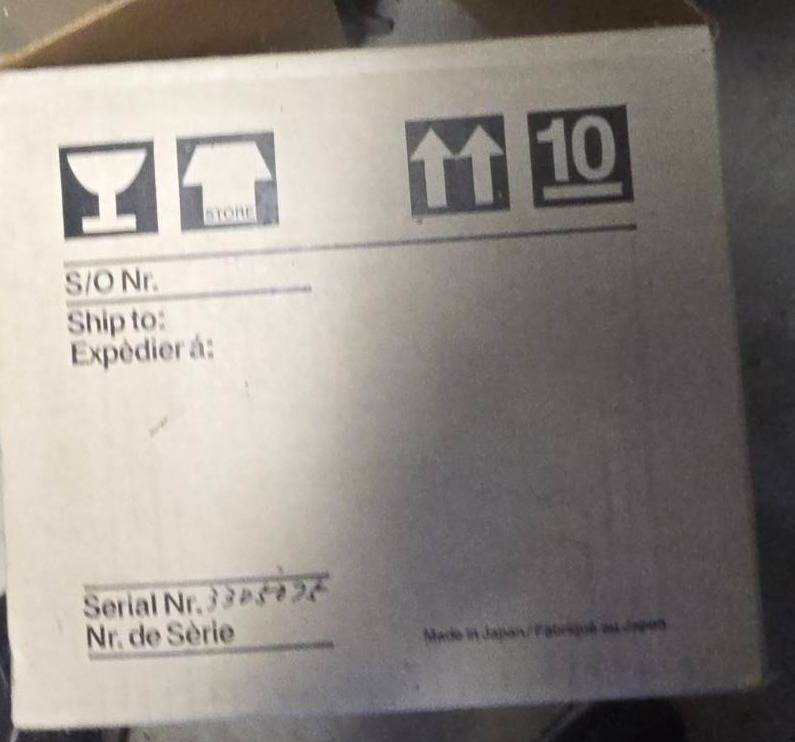 STORE
10
S/O Nr.
Ship to:
Expèdier á:
Serial Nr.
Nr. de Sèrie
Made in Japan/Fabriqué au Japon